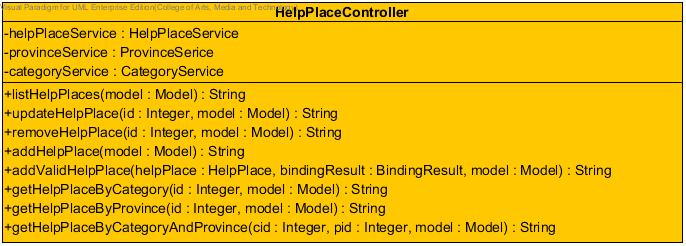 Visual Paradigm for UML Enterprise Edition(College of Arts, Media and Technology
HelpPlaceController
-helpPlaceService : HelpPlaceService
-provinceService : ProvinceSerice
-categoryService : CategoryService
+listHelpPlaces(model : Model) : String
+updateHelpPlace(id : Integer, model : Model) : String
+removeHelpPlace(id : Integer, model : Model) : String
+addHelpPlace(model : Model) : String
+addValidHelpPlace(helpPlace : HelpPlace, bindingResult : BindingResult, model : Model) : String
+getHelpPlaceByCategory(id : Integer, model : Model) : String
+getHelpPlaceByProvince(id : Integer, model : Model) : String
+getHelpPlaceByCategoryAndProvince(cid : Integer, pid : Integer, model : Model) : String